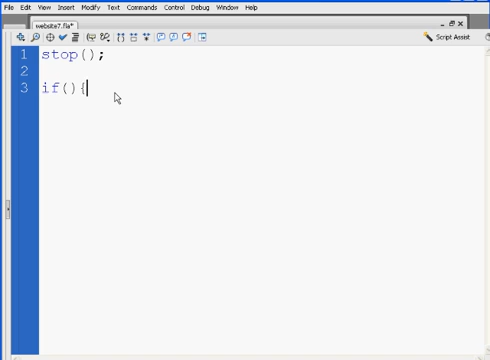 File Edit View Insert Modify Text Commands Control Debug Window Help
website7.fla*
Script Assist
1 stop();
2
3 if(){